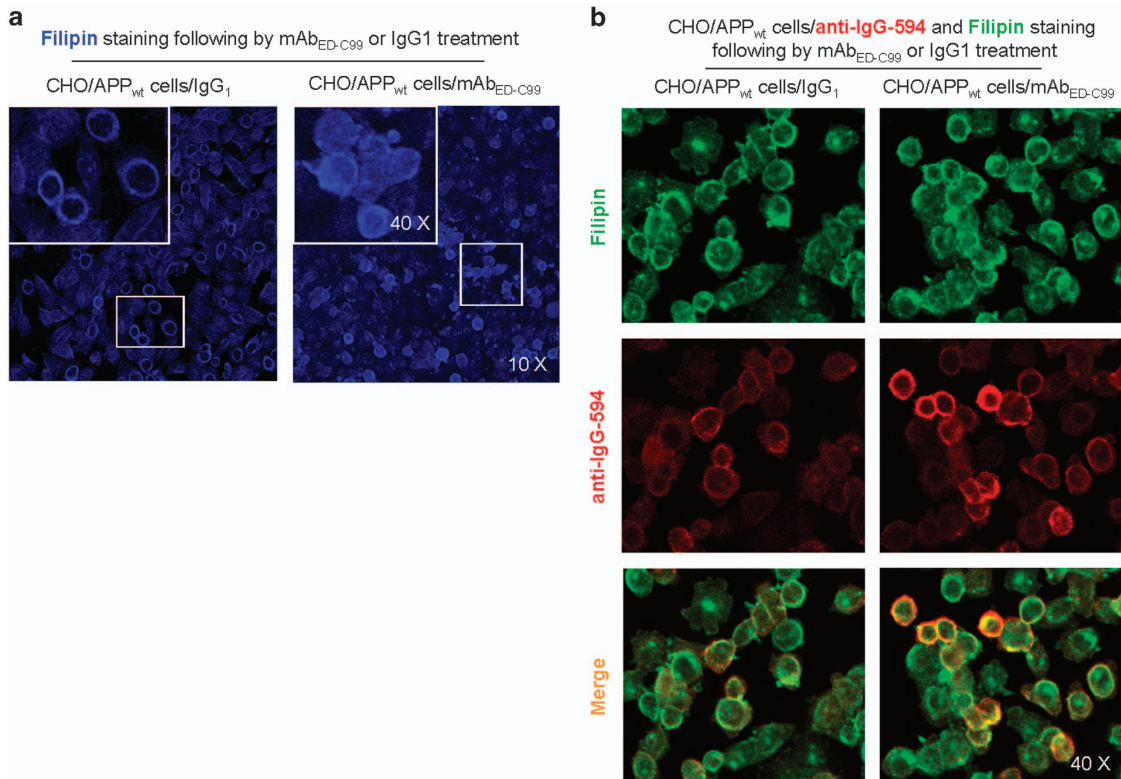 a
Filipin staining following by mAbED-C99 or IgG1 treatment
CHO/APPwt cells/IgG1
CHO/APPwt cells/mAbED-C99
40 X
10 X
b
CHO/APPwt cells/anti-IgG-594 and Filipin staining
following by mAbED-C99 or IgG1 treatment
CHO/APPwt cells/IgG1
CHO/APPwt cells/mAbED-C99
Filipin
anti-IgG-594
Merge
40 X